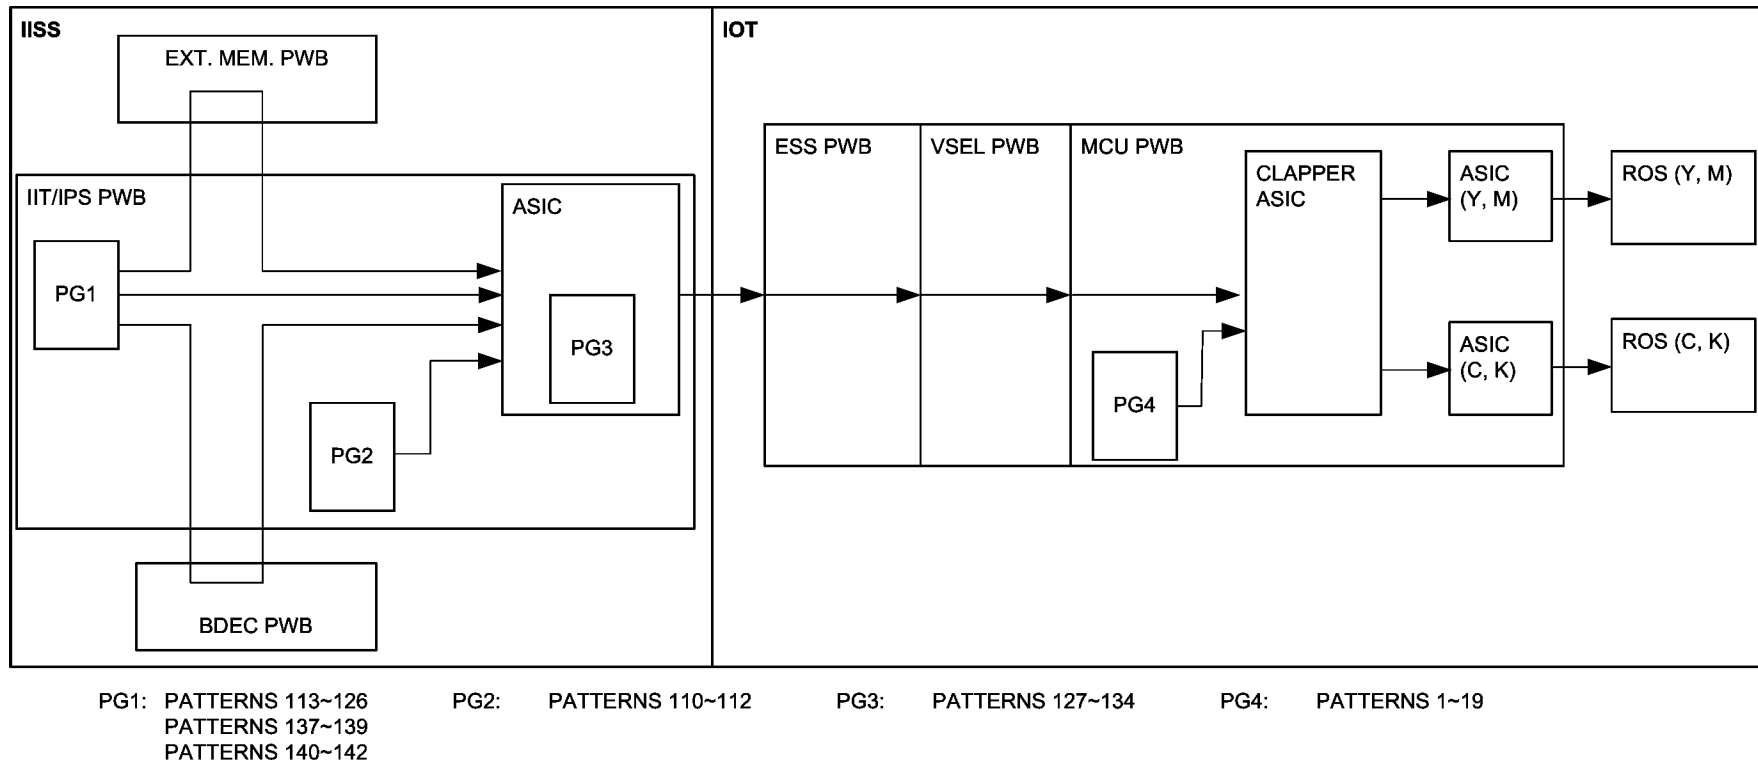 IISS
IOT
EXT. MEM. PWB
ESS PWB
VSEL PWB
MCU PWB
CLAPPER
ASIC
ASIC
(Y, M)
ROS (Y, M)
IIT/IPS PWB
ASIC
PG1
PG3
PG2
PG4
ASIC
(C, K)
ROS (C, K)
BDEC PWB
PG1: PATTERNS 113~126
PATTERNS 137~139
PATTERNS 140~142
PG2: PATTERNS 110~112
PG3: PATTERNS 127~134
PG4: PATTERNS 1~19